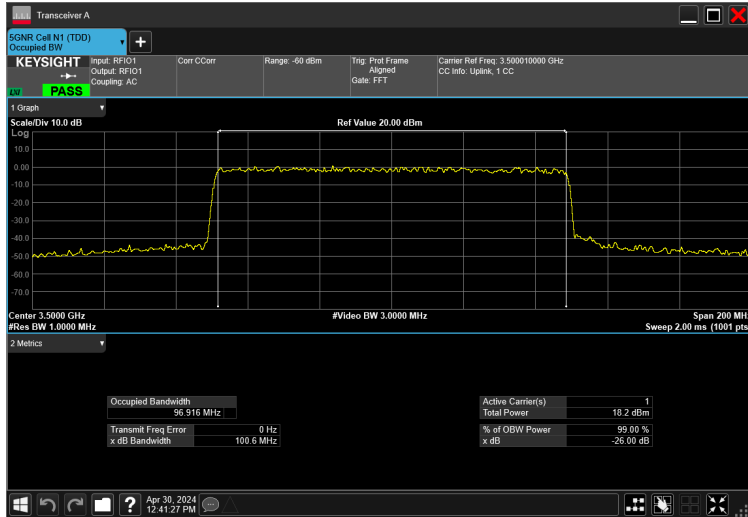 Transceiver A
5GNR Cell N1 (TDD)
Occupied BW
KEYSIGHT
Input: RFIO1
Output: RFIO1
Coupling: AC
Corr CCorr
Range: -60 dBm
Trig: Prot Frame
Aligned
Gate: FFT
Carrier Ref Freq: 3.500010000 GHz
CC Info: Uplink, 1 CC
LXI
PASS
1 Graph
Scale/Div 10.0 dB
Ref Value 20.00 dBm
Log
10.0
0.00
-10.0
-20.0
-30.0
-40.0
-50.0
-60.0
-70.0
Center 3.5000 GHz
#Video BW 3.0000 MHz
Span 200 MHz
#Res BW 1.0000 MHz
Sweep 2.00 ms (1001 pts
2 Metrics
Occupied Bandwidth
96.916 MHz
Transmit Freq Error 0 Hz
x dB Bandwidth 100.6 MHz
Active Carrier(s) 1
Total Power 18.2 dBm
% of OBW Power 99.00 %
x dB -26.00 dB
Apr 30, 2024
12:41:27 PM